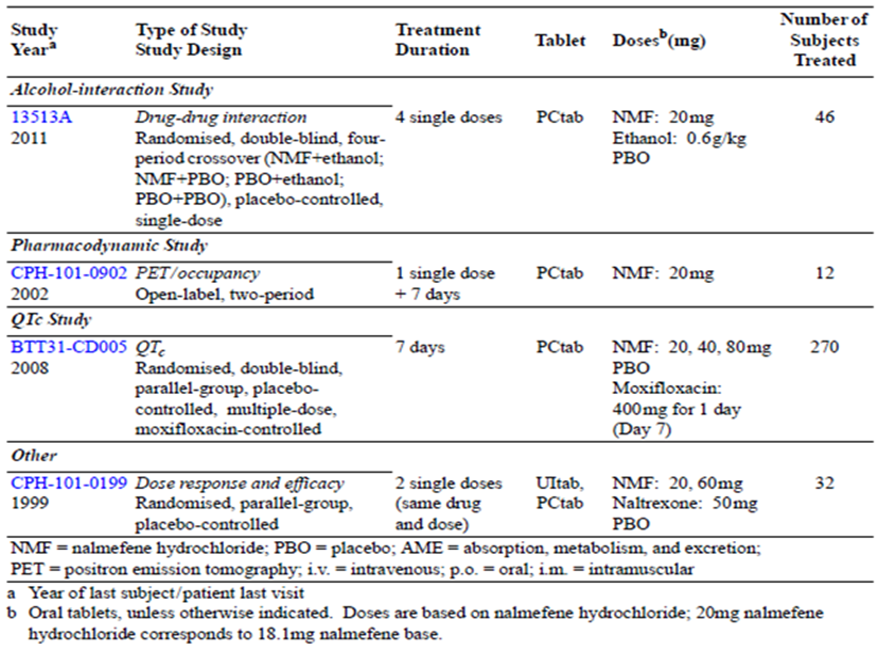 Study Type of Study Treatment Tablet Doses^b(mg) Number of
Year^a Study Design Duration Subjects
Treated
Alcohol-interaction Study
13513A Drug-drug interaction 4 single doses PCtab NMF: 20mg 46
2011 Randomised, double-blind, four- Ethanol: 0.6g/kg
period crossover (NMF+ethanol; PBO
NMF+PBO; PBO+ethanol;
PBO+PBO), placebo-controlled,
single-dose
Pharmacodynamic Study
CPH-101-0902 PET/occupancy 1 single dose PCtab NMF: 20mg 12
2002 Open-label, two-period + 7 days
QTc Study
BTT31-CD005 QTc 7 days PCtab NMF: 20, 40, 80mg 270
2008 Randomised, double-blind, PBO
parallel-group, placebo- Moxifloxacin:
controlled, multiple-dose, 400mg for 1 day
moxifloxacin-controlled (Day 7)
Other
CPH-101-0199 Dose response and efficacy 2 single doses UItab, NMF: 20, 60mg 32
1999 Randomised, parallel-group, (same drug PCtab Naltrexone: 50mg
placebo-controlled and dose) PBO
NMF = nalmefene hydrochloride; PBO = placebo; AME = absorption, metabolism, and excretion;
PET = positron emission tomography; i.v. = intravenous; p.o. = oral; i.m. = intramuscular
a Year of last subject/patient last visit
b Oral tablets, unless otherwise indicated. Doses are based on nalmefene hydrochloride; 20mg nalmefene
hydrochloride corresponds to 18.1mg nalmefene base.